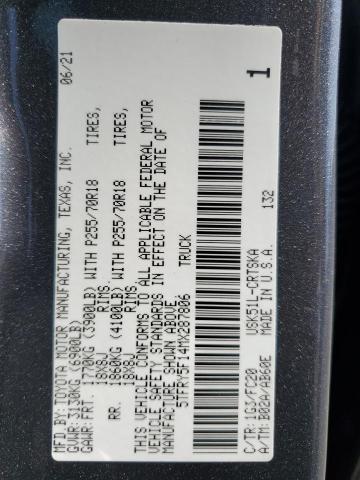 MFD BY: TOYOTA MOTOR MANUFACTURING, TEXAS, INC. 06/21
GVWR: 3130KG (6900LB)
GAWR: FRT. 1770KG (3900LB) WITH P255/70R18 TIRES,
18X8J RIMS,
RR. 1860KG (4100LB) WITH P255/70R18 TIRES,
18X8J RIMS
THIS VEHICLE CONFORMS TO ALL APPLICABLE FEDERAL MOTOR
VEHICLE SAFETY STANDARDS IN EFFECT ON THE DATE OF
MANUFACTURE SHOWN ABOVE.
5TFRY5F14MX287806 TRUCK
1
C/T: 1G3/FC20 USK51L-CRTSKA 132
A/TM: B02A/AB60E MADE IN U.S.A.